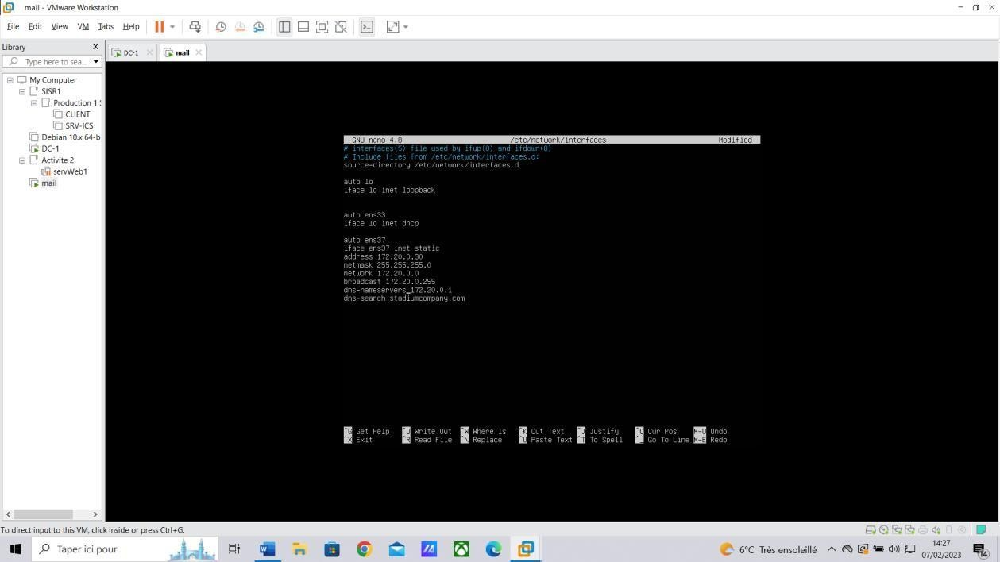 mail - VMware Workstation
File Edit View VM Tabs Help
Library
Type here to sea...
My Computer
SISR1
Production 1
CLIENT
SRV-ICS
Debian 10.x 64-b
DC-1
Activite 2
servWeb1
mail
DC-1
mail
GNU nano 4.8 /etc/network/interfaces Modified
# interfaces(5) file used by ifup(8) and ifdown(8)
# Include files from /etc/network/interfaces.d:
source-directory /etc/network/interfaces.d
auto lo
iface lo inet loopback
auto ens33
iface lo inet dhcp
auto ens37
iface ens37 inet static
address 172.20.0.30
netmask 255.255.255.0
network 172.20.0.0
broadcast 172.20.0.255
dns-nameservers 172.20.0.1
dns-search stadiumcompany.com
^G Get Help ^O Write Out ^W Where Is ^K Cut Text ^J Justify ^C Cur Pos M-U Undo
^X Exit ^R Read File ^\ Replace ^U Paste Text ^T To Spell ^_ Go To Line M-E Redo
To direct input to this VM, click inside or press Ctrl+G.
Taper ici pour
6°C Très ensoleillé
14:27
07/02/2023
14